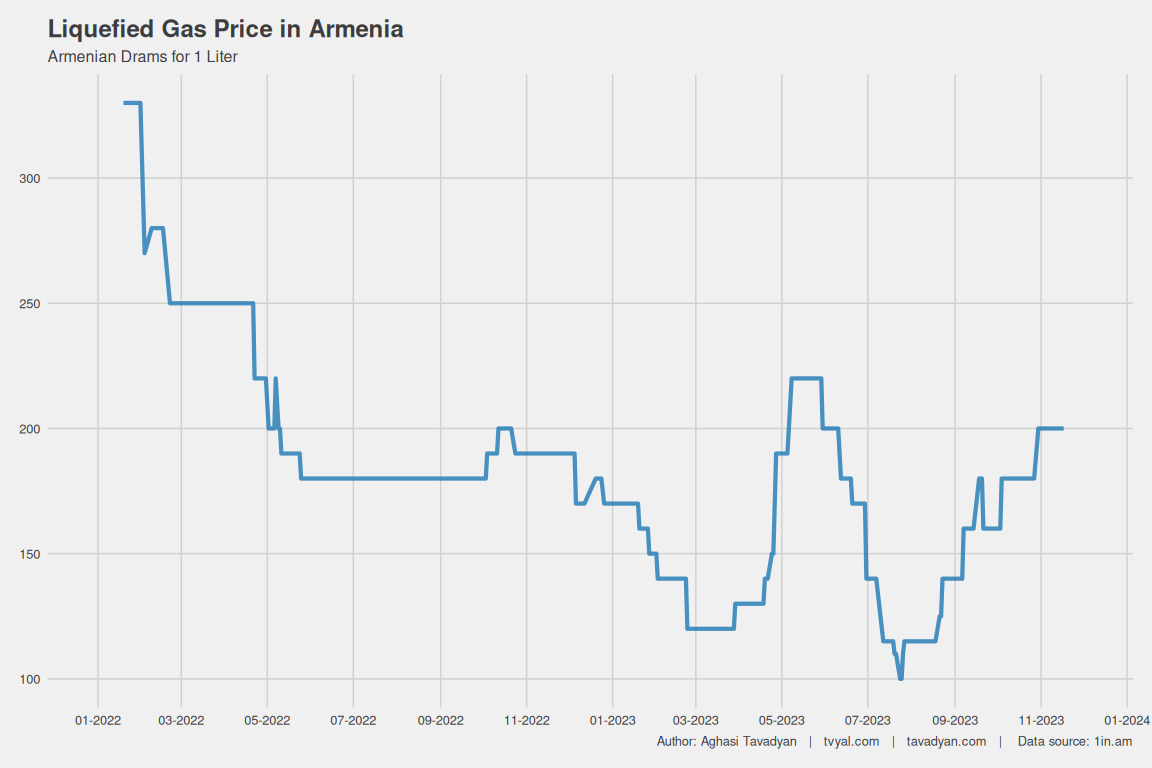 Liquefied Gas Price in Armenia
Armenian Drams for 1 Liter
300
250
200
150
100
01-2022 03-2022 05-2022 07-2022 09-2022 11-2022 01-2023 03-2023 05-2023 07-2023 09-2023 11-2023 01-2024
Author: Aghasi Tavadyan | tvyal.com | tavadyan.com | Data source: 1in.am